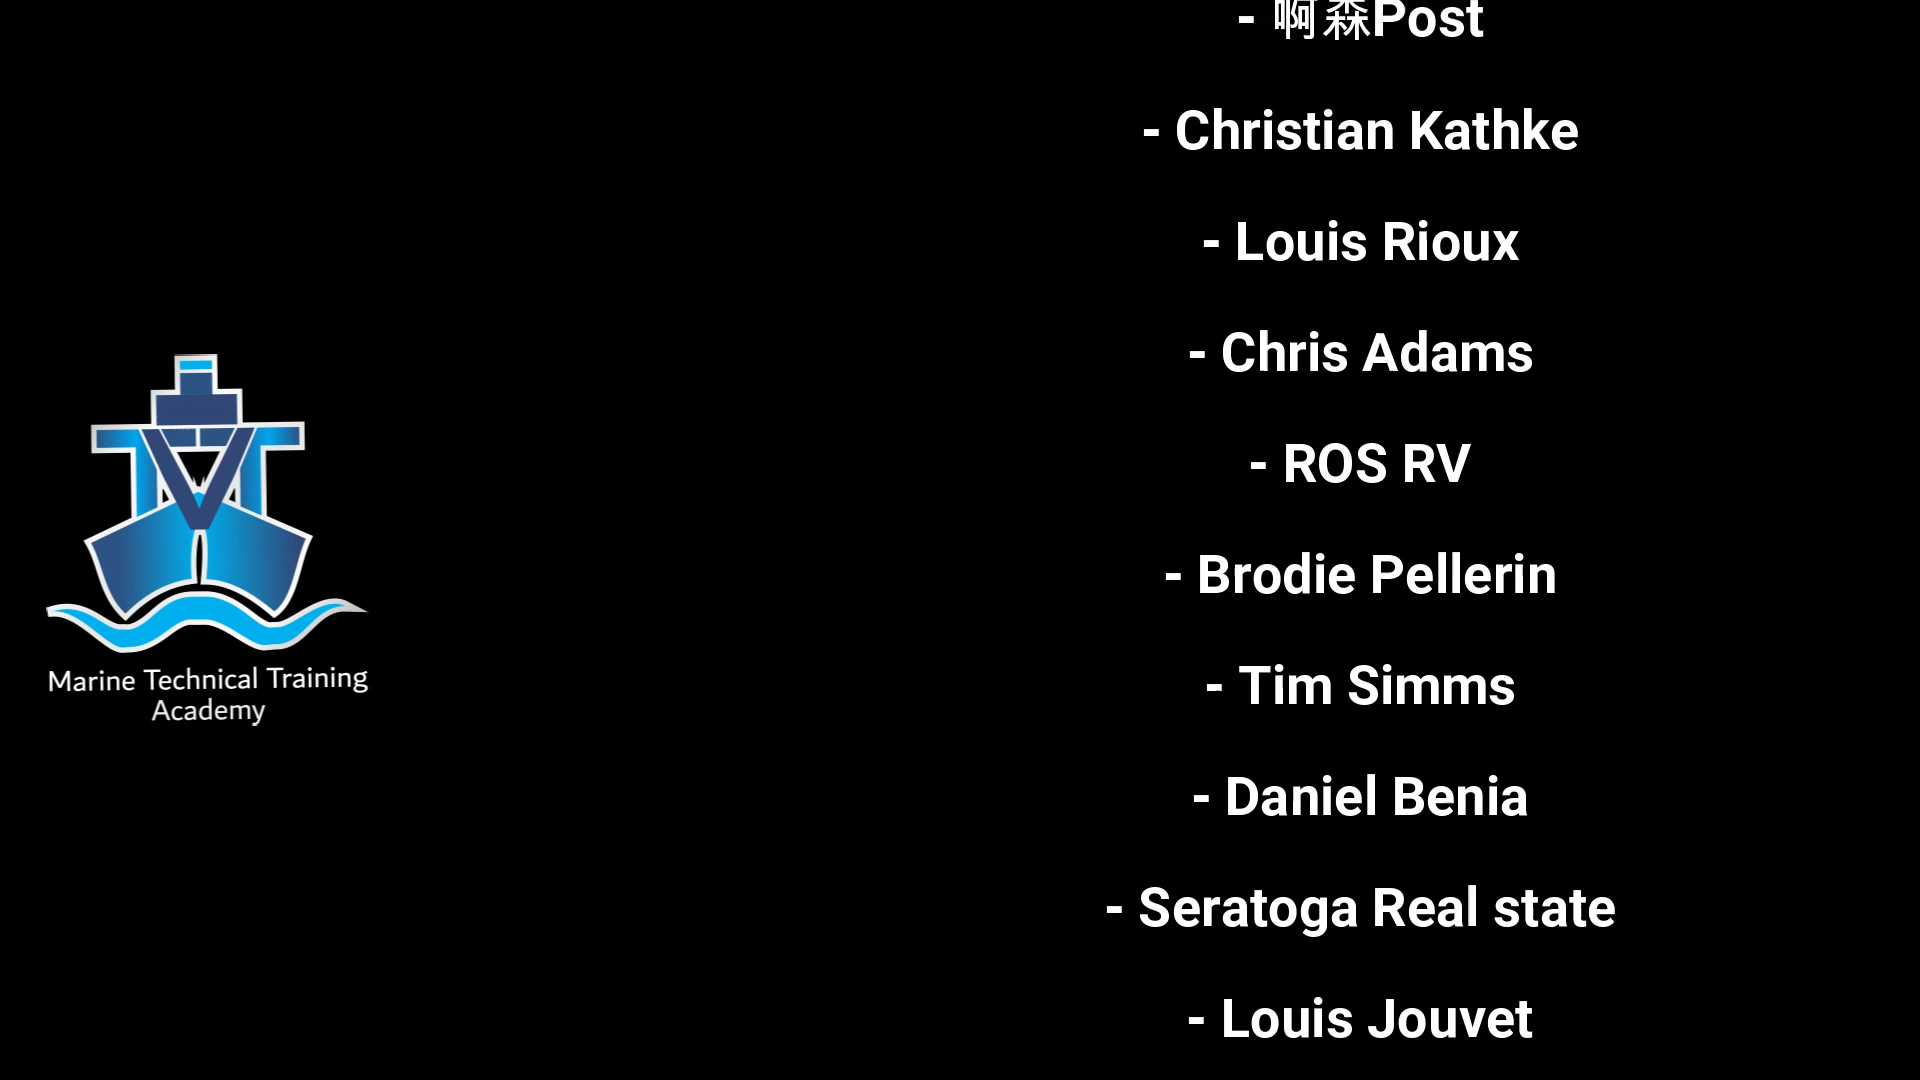 - 啊森Post
- Christian Kathke
- Louis Rioux
- Chris Adams
- ROS RV
- Brodie Pellerin
- Tim Simms
- Daniel Benia
- Seratoga Real state
- Louis Jouvet
Marine Technical Training
Academy